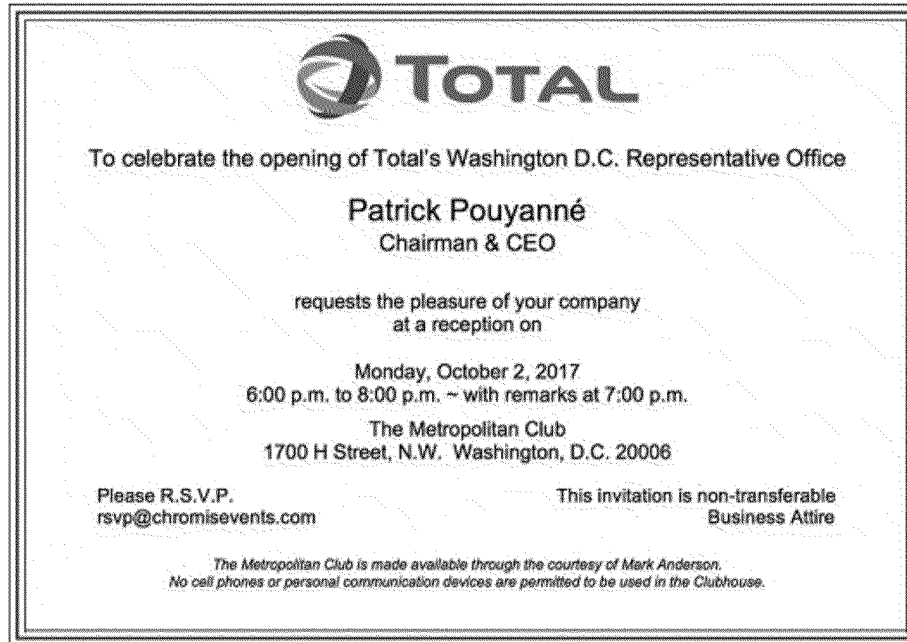 TOTAL
To celebrate the opening of Total's Washington D.C. Representative Office
Patrick Pouyanné
Chairman & CEO
requests the pleasure of your company
at a reception on
Monday, October 2, 2017
6:00 p.m. to 8:00 p.m. ~ with remarks at 7:00 p.m.
The Metropolitan Club
1700 H Street, N.W. Washington, D.C. 20006
Please R.S.V.P.
rsvp@chromisevents.com
This invitation is non-transferable
Business Attire
The Metropolitan Club is made available through the courtesy of Mark Anderson.
No cell phones or personal communication devices are permitted to be used in the Clubhouse.